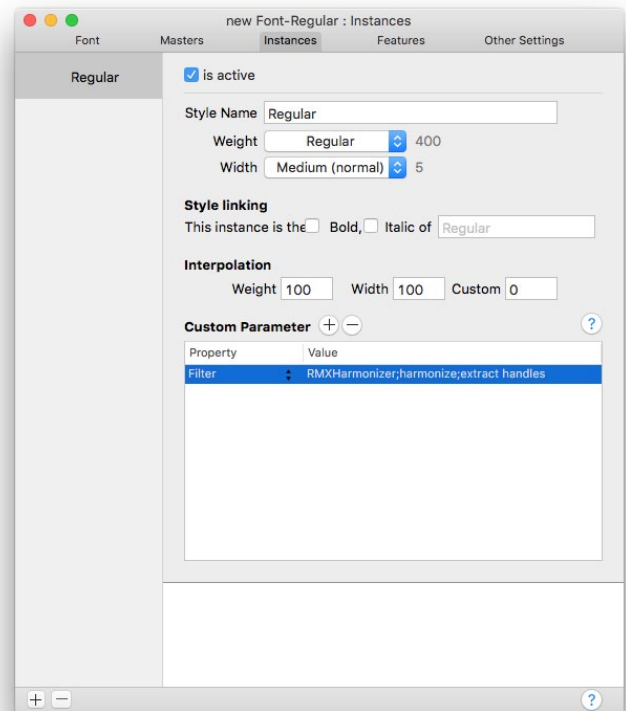 new Font-Regular : Instances
Font Masters Instances Features Other Settings
Regular
is active
Style Name Regular
Weight Regular 400
Width Medium (normal) 5
Style linking
This instance is the Bold, Italic of Regular
Interpolation
Weight 100 Width 100 Custom 0
Custom Parameter + − ?
Property Value
Filter RMXHarmonizer;harmonize;extract handles
+ − ?